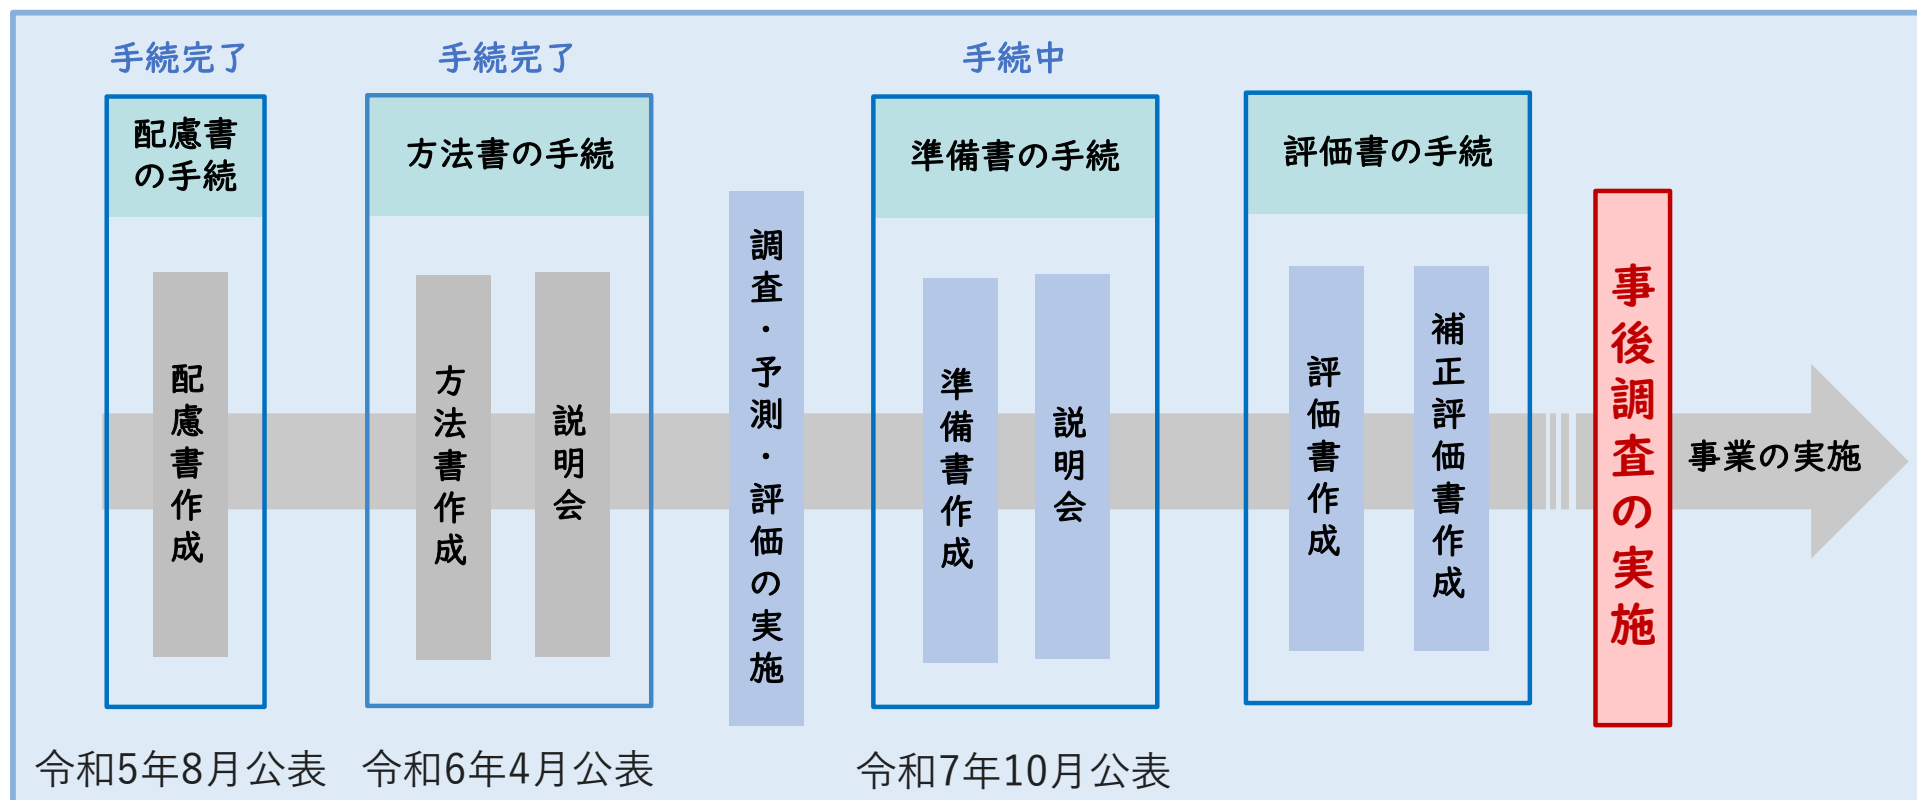 手続完了
配慮書
の手続
配慮書作成
令和5年8月公表
手続完了
方法書の手続
方法書作成
説明会
令和6年4月公表
調査・予測・評価の実施
手続中
準備書の手続
準備書作成
説明会
令和7年10月公表
評価書の手続
評価書作成
補正評価書作成
事後調査の実施
事業の実施